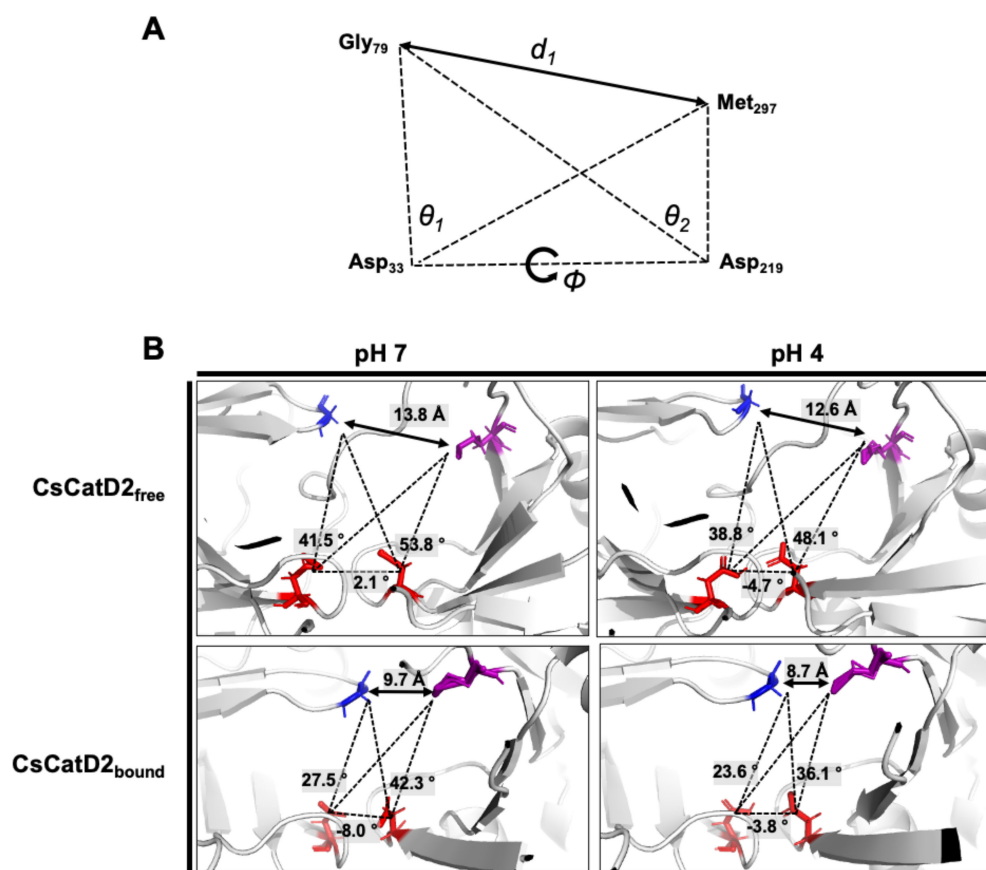 A
Gly79
d1
Met297
θ1
θ2
Asp33
Φ
Asp219
B
pH 7
pH 4
CsCatD2free
13.8 Å
41.5 °
53.8 °
2.1 °
12.6 Å
38.8 °
48.1 °
-4.7 °
CsCatD2bound
9.7 Å
27.5 °
42.3 °
-8.0 °
8.7 Å
23.6 °
36.1 °
-3.8 °